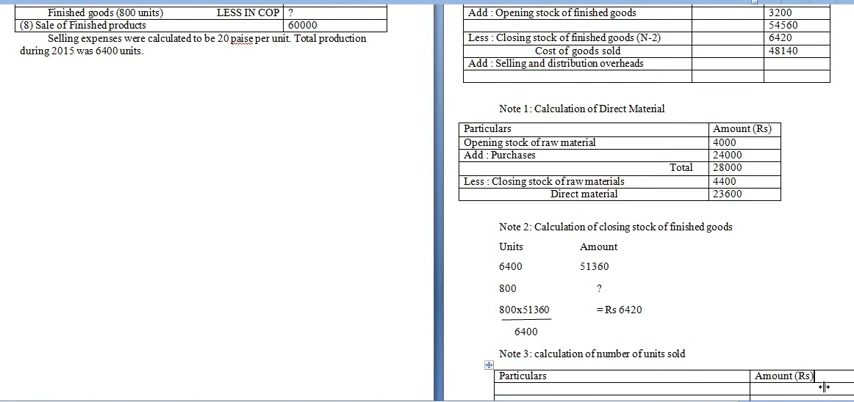 Finished goods (800 units) LESS IN COP ?
(8) Sale of Finished products 60000
Selling expenses were calculated to be 20 paise per unit. Total production
during 2015 was 6400 units.
Add : Opening stock of finished goods 3200
54560
Less : Closing stock of finished goods (N-2) 6420
Cost of goods sold 48140
Add : Selling and distribution overheads
Note 1: Calculation of Direct Material
Particulars Amount (Rs)
Opening stock of raw material 4000
Add : Purchases 24000
Total 28000
Less : Closing stock of raw materials 4400
Direct material 23600
Note 2: Calculation of closing stock of finished goods
Units Amount
6400 51360
800 ?
800x51360 = Rs 6420
6400
Note 3: calculation of number of units sold
Particulars Amount (Rs)